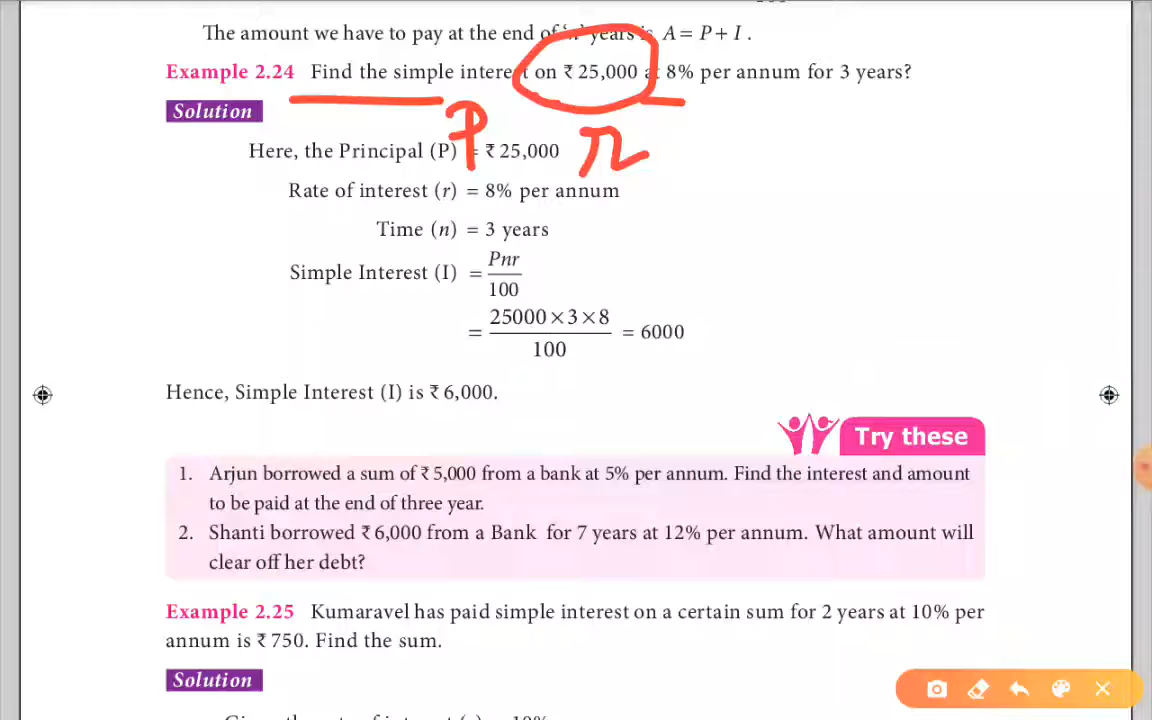 The amount we have to pay at the end of 'n' years is A = P + I .
Example 2.24 Find the simple interest on ₹ 25,000 at 8% per annum for 3 years?
P r
Solution
Here, the Principal (P) = ₹ 25,000
Rate of interest (r) = 8% per annum
Time (n) = 3 years
Simple Interest (I) = Pnr / 100
= 25000 × 3 × 8 / 100 = 6000
Hence, Simple Interest (I) is ₹ 6,000.
Try these
1. Arjun borrowed a sum of ₹ 5,000 from a bank at 5% per annum. Find the interest and amount
to be paid at the end of three year.
2. Shanti borrowed ₹ 6,000 from a Bank for 7 years at 12% per annum. What amount will
clear off her debt?
Example 2.25 Kumaravel has paid simple interest on a certain sum for 2 years at 10% per
annum is ₹ 750. Find the sum.
Solution